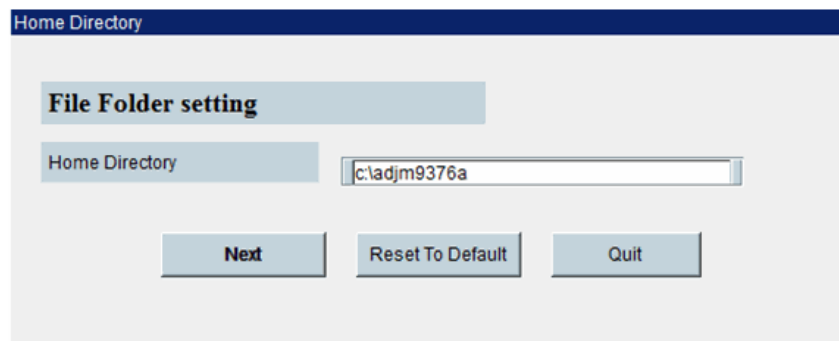 Home Directory
File Folder setting
Home Directory
c:\adjm9376a
Next
Reset To Default
Quit